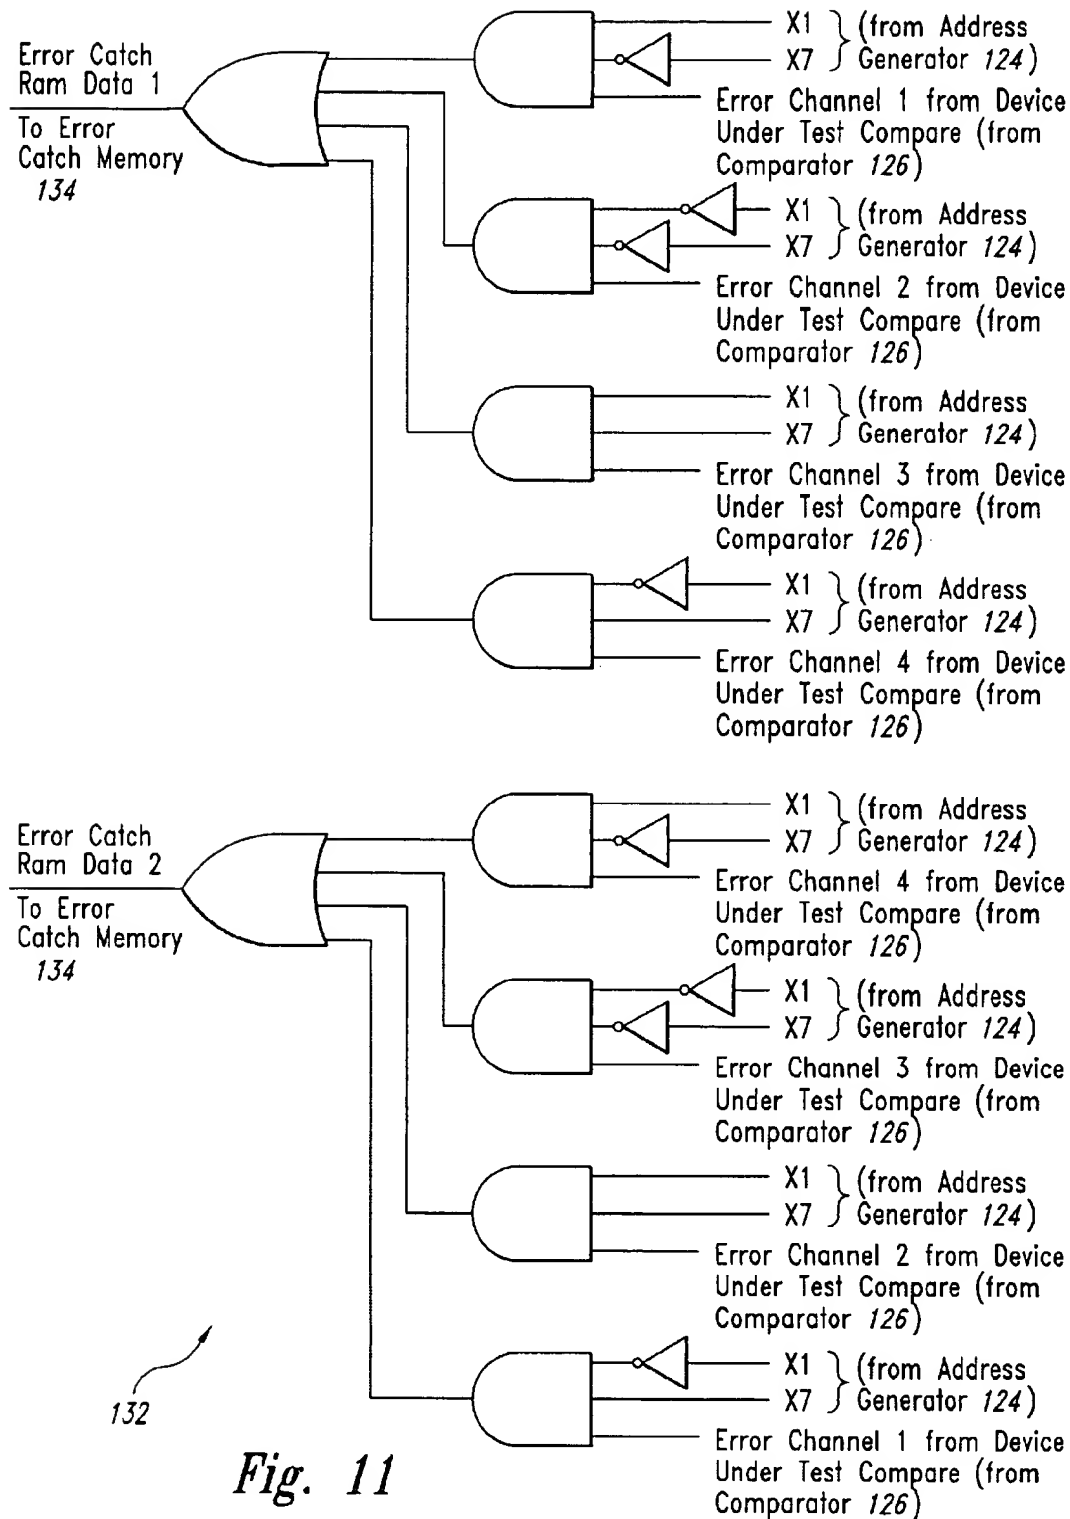 Error Catch
Ram Data 1
To Error
Catch Memory
134
X1 } (from Address
X7 } Generator 124)
Error Channel 1 from Device
Under Test Compare (from
Comparator 126)
X1 } (from Address
X7 } Generator 124)
Error Channel 2 from Device
Under Test Compare (from
Comparator 126)
X1 } (from Address
X7 } Generator 124)
Error Channel 3 from Device
Under Test Compare (from
Comparator 126)
X1 } (from Address
X7 } Generator 124)
Error Channel 4 from Device
Under Test Compare (from
Comparator 126)
Error Catch
Ram Data 2
To Error
Catch Memory
134
X1 } (from Address
X7 } Generator 124)
Error Channel 4 from Device
Under Test Compare (from
Comparator 126)
X1 } (from Address
X7 } Generator 124)
Error Channel 3 from Device
Under Test Compare (from
Comparator 126)
X1 } (from Address
X7 } Generator 124)
Error Channel 2 from Device
Under Test Compare (from
Comparator 126)
X1 } (from Address
X7 } Generator 124)
Error Channel 1 from Device
Under Test Compare (from
Comparator 126)
132
Fig. 11